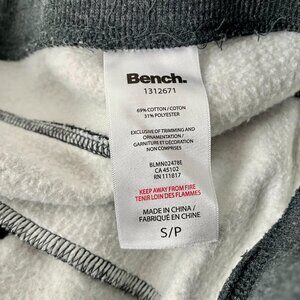 Bench.
1312671
69% COTTON / COTON
31% POLYESTER
EXCLUSIVE OF TRIMMING AND
ORNAMENTATION /
GARNITURE ET DÉCORATION
NON COMPRISES
BLMN02478E
CA 45102
RN 111817
KEEP AWAY FROM FIRE
TENIR LOIN DES FLAMMES
MADE IN CHINA /
FABRIQUÉ EN CHINE
S/P